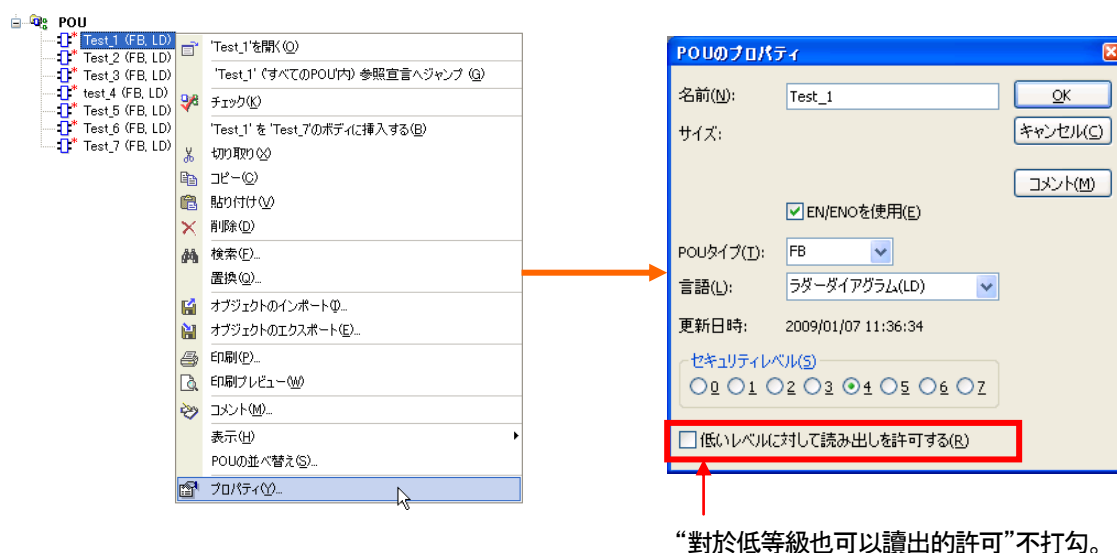 POU
Test_1 (FB, LD)
Test_2 (FB, LD)
Test_3 (FB, LD)
test_4 (FB, LD)
Test_5 (FB, LD)
Test_6 (FB, LD)
Test_7 (FB, LD)
'Test_1'を開く(O)
'Test_1' (すべてのPOU内) 参照宣言へジャンプ (G)
チェック(K)
'Test_1' を 'Test_7'のボディに挿入する(B)
切り取り(X)
コピー(C)
貼り付け(V)
削除(D)
検索(F)...
置換(Q)...
オブジェクトのインポート(I)...
オブジェクトのエクスポート(E)...
印刷(P)...
印刷プレビュー(W)
コメント(M)...
表示(H)
POUの並べ替え(S)...
プロパティ(Y)...
POUのプロパティ
名前(N): Test_1 OK
サイズ: キャンセル(C)
コメント(M)
EN/ENOを使用(E)
POUタイプ(T): FB
言語(L): ラダーダイアグラム(LD)
更新日時: 2009/01/07 11:36:34
セキュリティレベル(S)
0 1 2 3 4 5 6 7
低いレベルに対して読み出しを許可する(R)
“對於低等級也可以讀出的許可”不打勾。